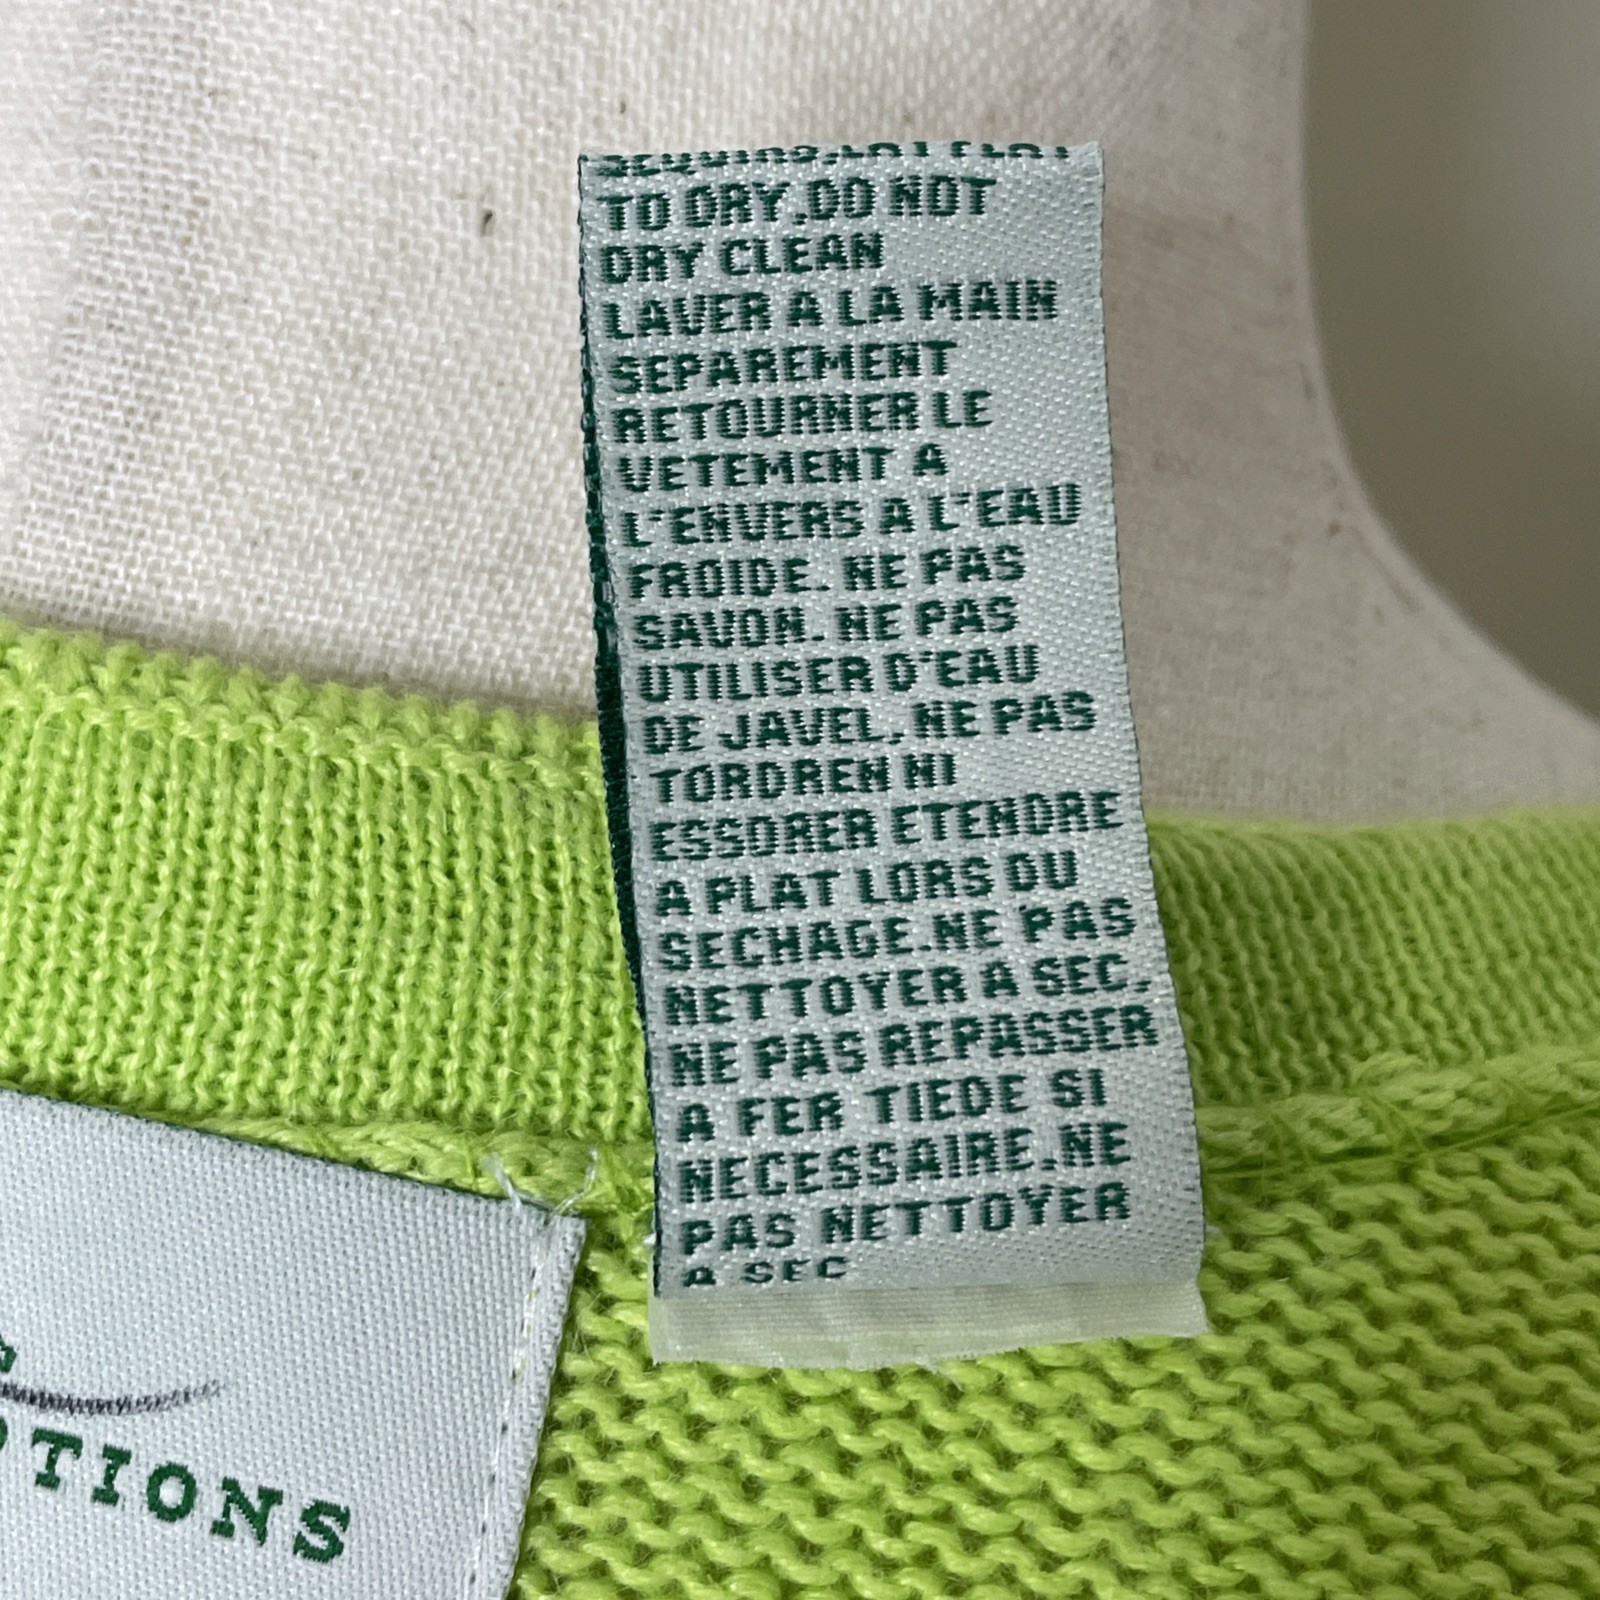 TO DRY,DO NOT
DRY CLEAN
LAVER A LA MAIN
SEPAREMENT
RETOURNER LE
VETEMENT A
L'ENVERS A L'EAU
FROIDE. NE PAS
SAVON. NE PAS
UTILISER D'EAU
DE JAVEL, NE PAS
TORDREN NI
ESSORER ETENDRE
A PLAT LORS DU
SECHAGE.NE PAS
NETTOYER A SEC.
NE PAS REPASSER
A FER TIEDE SI
NECESSAIRE.NE
PAS NETTOYER
A SEC
TIONS